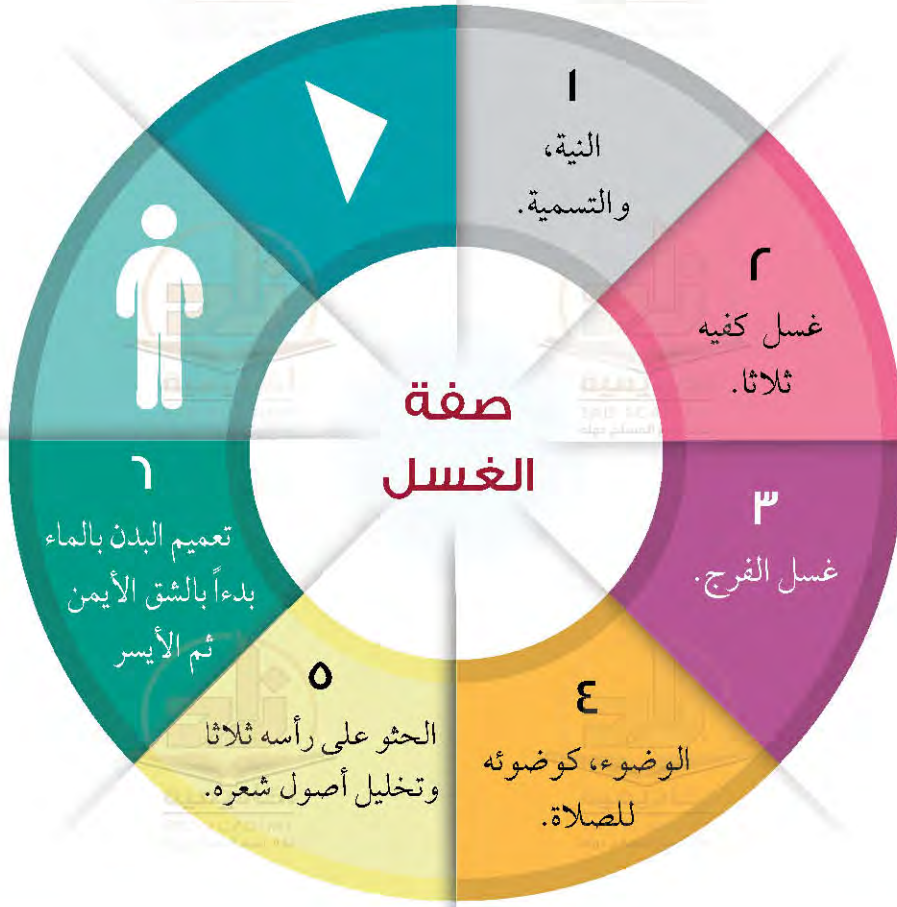 صفة
الغسل
١
النية،
والتسمية.
٢
غسل كفيه
ثلاثا.
٣
غسل الفرج.
٤
الوضوء، كوضوئه
للصلاة.
٥
الحثو على رأسه ثلاثا
وتخليل أصول شعره.
٦
تعميم البدن بالماء
بدءاً بالشق الأيمن
ثم الأيسر